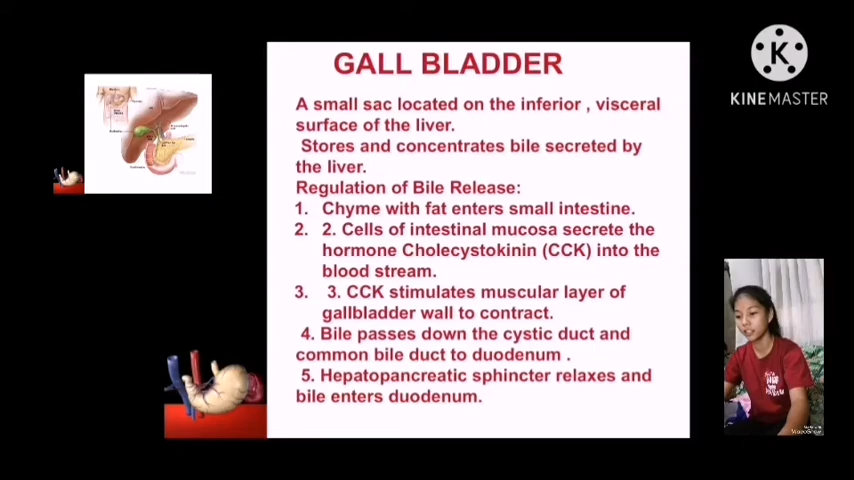 GALL BLADDER
A small sac located on the inferior , visceral
surface of the liver.
Stores and concentrates bile secreted by
the liver.
Regulation of Bile Release:
1. Chyme with fat enters small intestine.
2. 2. Cells of intestinal mucosa secrete the
hormone Cholecystokinin (CCK) into the
blood stream.
3. 3. CCK stimulates muscular layer of
gallbladder wall to contract.
4. Bile passes down the cystic duct and
common bile duct to duodenum .
5. Hepatopancreatic sphincter relaxes and
bile enters duodenum.
K
KINEMASTER